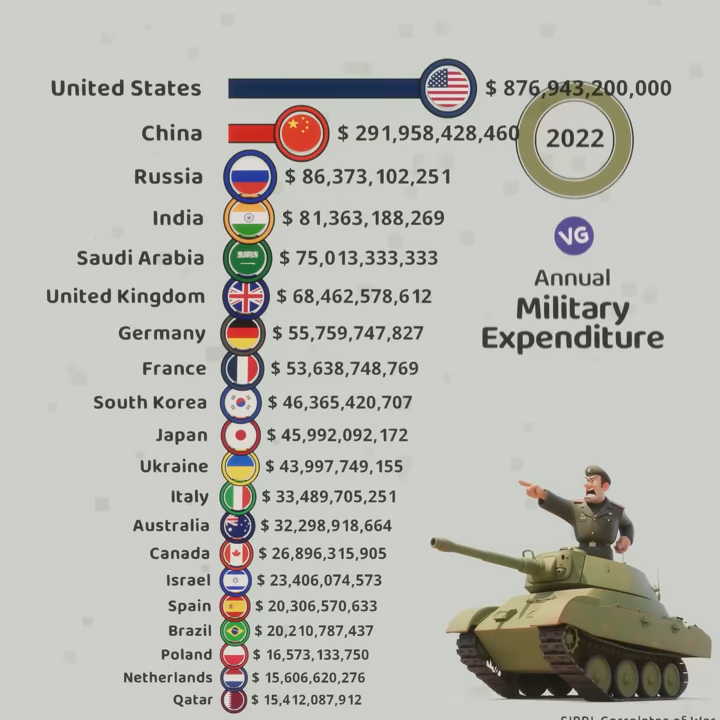 United States $ 876,943,200,000
China $ 291,958,428,460
2022
Russia $ 86,373,102,251
India $ 81,363,188,269
VG
Saudi Arabia $ 75,013,333,333
Annual
United Kingdom $ 68,462,578,612
Military
Germany $ 55,759,747,827
Expenditure
France $ 53,638,748,769
South Korea $ 46,365,420,707
Japan $ 45,992,092,172
Ukraine $ 43,997,749,155
Italy $ 33,489,705,251
Australia $ 32,298,918,664
Canada $ 26,896,315,905
Israel $ 23,406,074,573
Spain $ 20,306,570,633
Brazil $ 20,210,787,437
Poland $ 16,573,133,750
Netherlands $ 15,606,620,276
Qatar $ 15,412,087,912